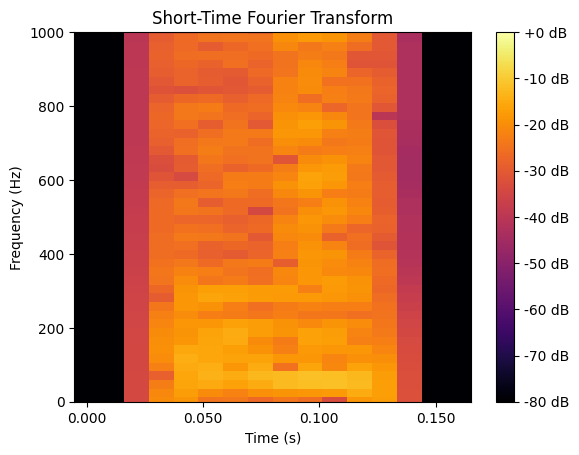 Short-Time Fourier Transform
Frequency (Hz)
1000
800
600
400
200
0
0.000
0.050
0.100
0.150
Time (s)
+0 dB
-10 dB
-20 dB
-30 dB
-40 dB
-50 dB
-60 dB
-70 dB
-80 dB